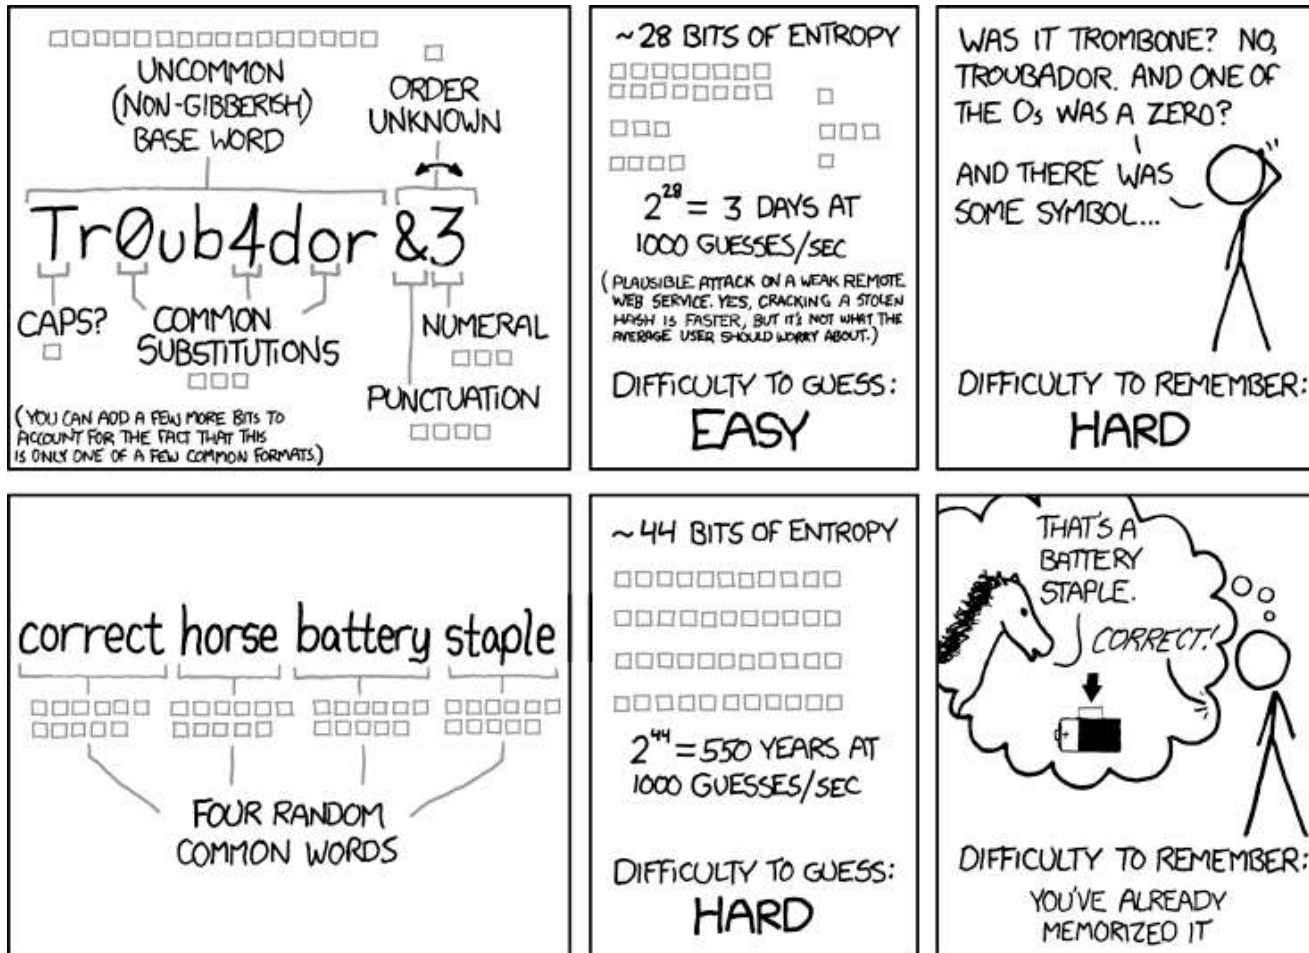 UNCOMMON
(NON-GIBBERISH)
BASE WORD
ORDER
UNKNOWN
Tr0ub4dor &3
CAPS?
COMMON
SUBSTITUTIONS
NUMERAL
PUNCTUATION
(YOU CAN ADD A FEW MORE BITS TO
ACCOUNT FOR THE FACT THAT THIS
IS ONLY ONE OF A FEW COMMON FORMATS.)
~28 BITS OF ENTROPY
2^28 = 3 DAYS AT
1000 GUESSES/SEC
(PLAUSIBLE ATTACK ON A WEAK REMOTE
WEB SERVICE. YES, CRACKING A STOLEN
HASH IS FASTER, BUT IT'S NOT WHAT THE
AVERAGE USER SHOULD WORRY ABOUT.)
DIFFICULTY TO GUESS:
EASY
WAS IT TROMBONE? NO,
TROUBADOR. AND ONE OF
THE Os WAS A ZERO?
AND THERE WAS
SOME SYMBOL...
DIFFICULTY TO REMEMBER:
HARD
correct horse battery staple
FOUR RANDOM
COMMON WORDS
~44 BITS OF ENTROPY
2^44 = 550 YEARS AT
1000 GUESSES/SEC
DIFFICULTY TO GUESS:
HARD
THAT'S A
BATTERY
STAPLE.
CORRECT!
DIFFICULTY TO REMEMBER:
YOU'VE ALREADY
MEMORIZED IT